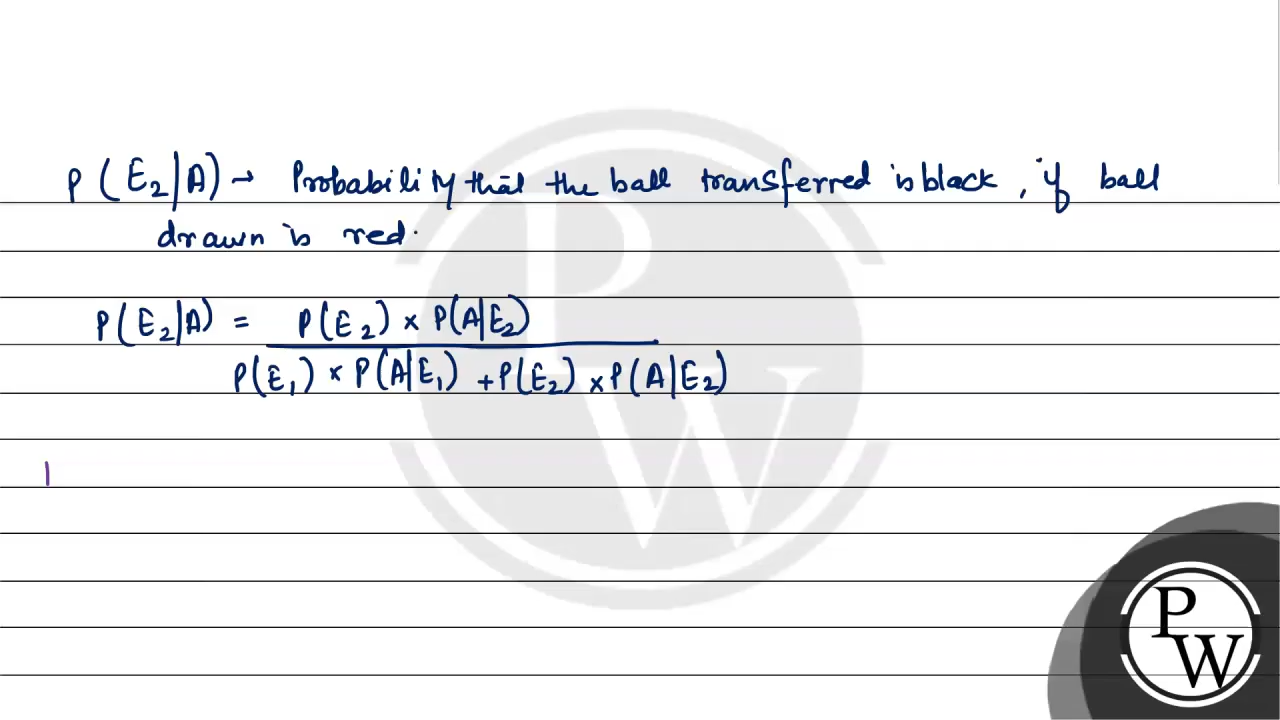 P (E₂|A) → Probability that the ball transferred is black, if ball
drawn is red.
P(E₂|A) = P(E₂) × P(A|E₂)
P(E₁) × P(A|E₁) + P(E₂) × P(A|E₂)
P
W
P
W